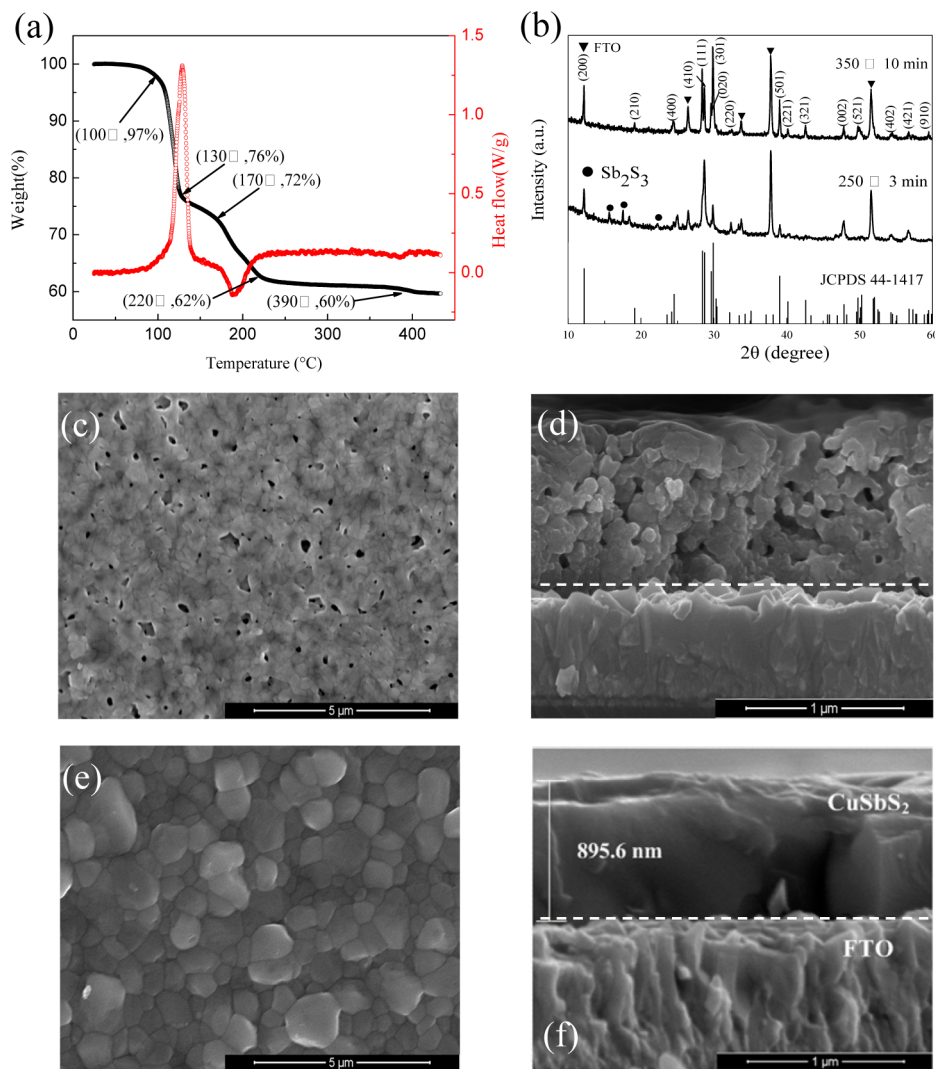 (a)
100
90
80
70
60
Weight(%)
(100□ ,97%)
(130□ ,76%)
(170□ ,72%)
(220□ ,62%)
(390□ ,60%)
1.5
1.0
0.5
0.0
Heat flow(W/g)
0 100 200 300 400
Temperature (°C)
(b)
Intensity (a.u.)
▼ FTO
350 □ 10 min
(200)
(210)
(400)
(410)
(111)
(301)
(020)
(220)
(501)
(221)
(321)
(002)
(521)
(402)
(421)
(910)
● Sb₂S₃
250 □ 3 min
JCPDS 44-1417
10 20 30 40 50 60
2θ (degree)
(c)
5 µm
(d)
1 µm
(e)
5 µm
CuSbS₂
895.6 nm
FTO
(f)
1 µm